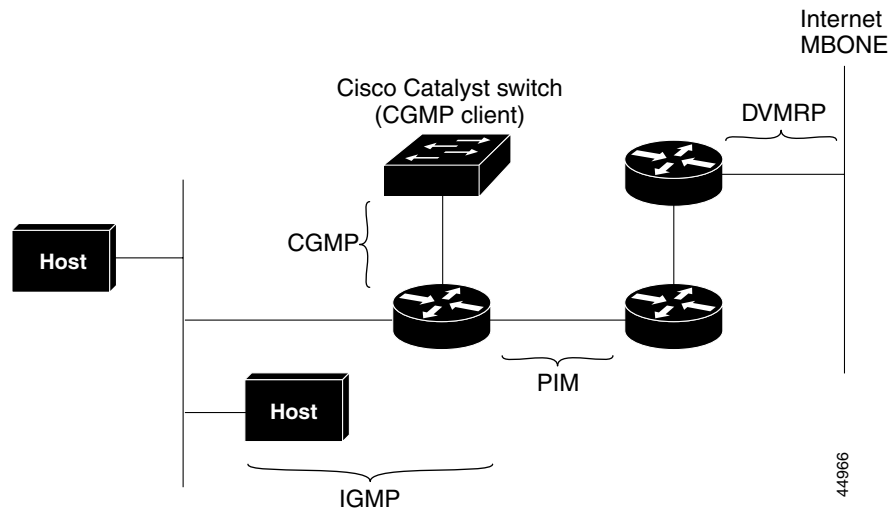 Internet
MBONE
Cisco Catalyst switch
(CGMP client)
DVMRP
CGMP
Host
PIM
Host
IGMP
44966